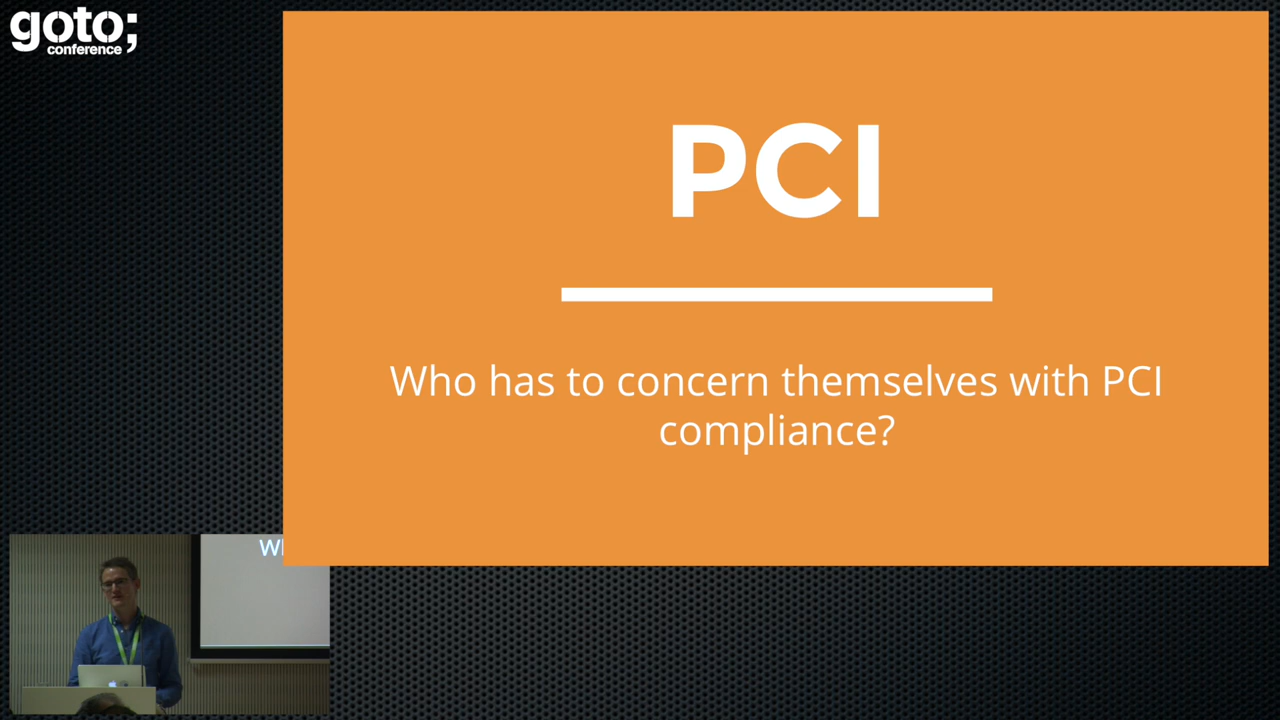 goto;
conference
PCI
Who has to concern themselves with PCI
compliance?
W